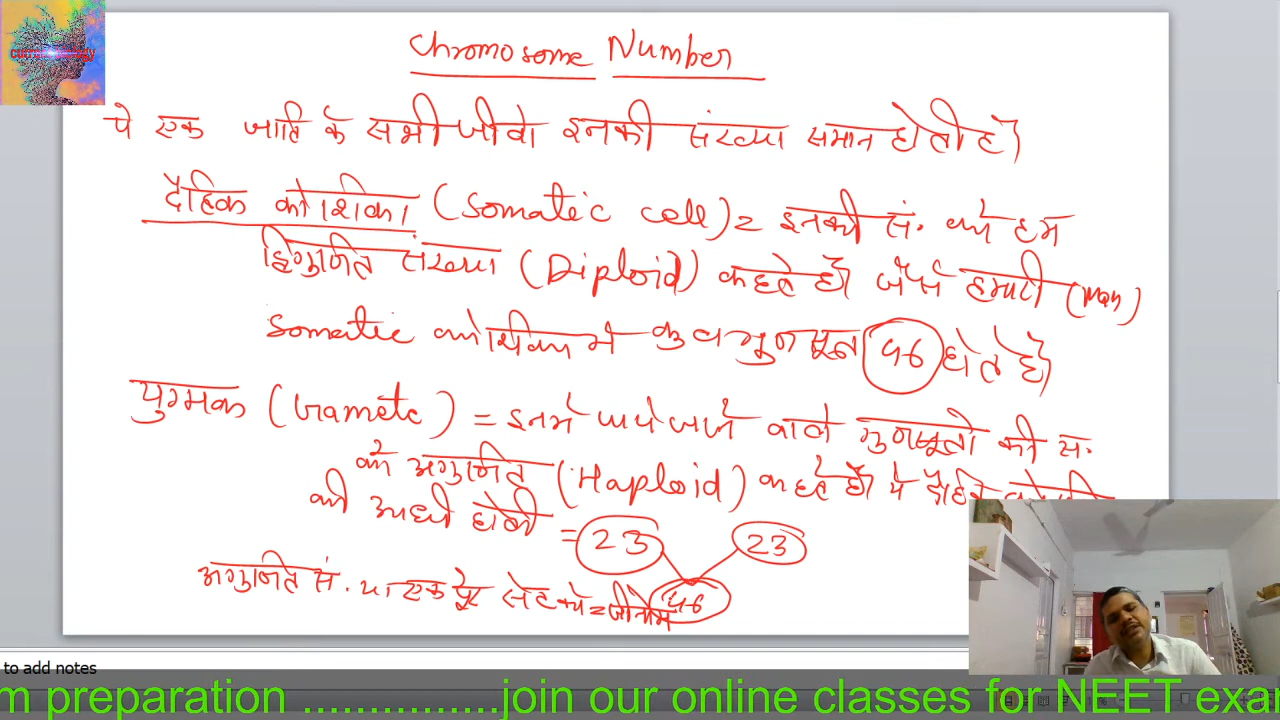 Chromosome Number
ये एक जाति के सभी जीवो इनकी संख्या समान होती है।
दैहिक कोशिका (Somatic cell) = इनकी सं. को हम
द्विगुणित संख्या (Diploid) कहते है। जैसे हमारी (man)
Somatic कोशिका मे कुल गुणसूत्र 46 होते है।
युग्मक (Gamete) = इनमें पाये जाने वाले गुणसूत्रो की स.
को अगुणित (Haploid) कहते है। ये दैहिक
की आधी होती = 23 23
46
अगुणित सं. या एक पूरे सेट को = जीनोम
to add notes
m preparation ................join our online classes for NEET exa